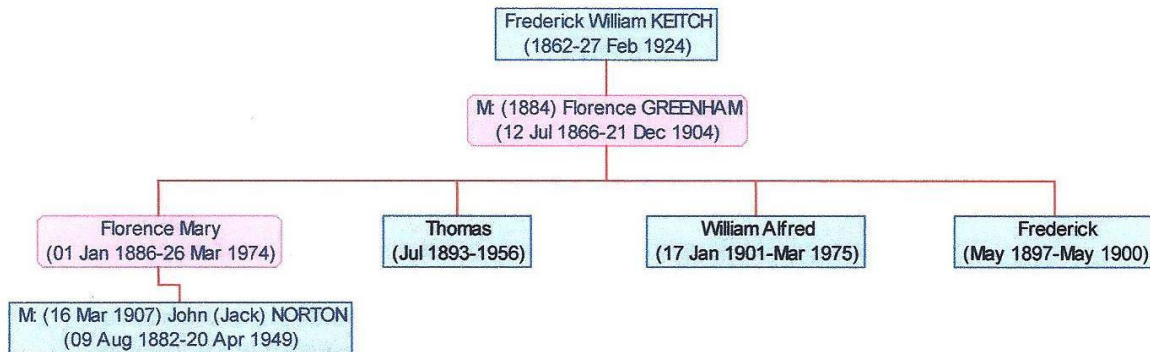 Frederick William KEITCH
(1862-27 Feb 1924)
M: (1884) Florence GREENHAM
(12 Jul 1866-21 Dec 1904)
Florence Mary
(01 Jan 1886-26 Mar 1974)
Thomas
(Jul 1893-1956)
William Alfred
(17 Jan 1901-Mar 1975)
Frederick
(May 1897-May 1900)
M: (16 Mar 1907) John (Jack) NORTON
(09 Aug 1882-20 Apr 1949)